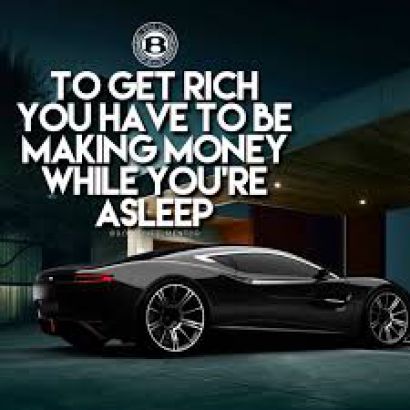 B
TO GET RICH
YOU HAVE TO BE
MAKING MONEY
WHILE YOU'RE
ASLEEP